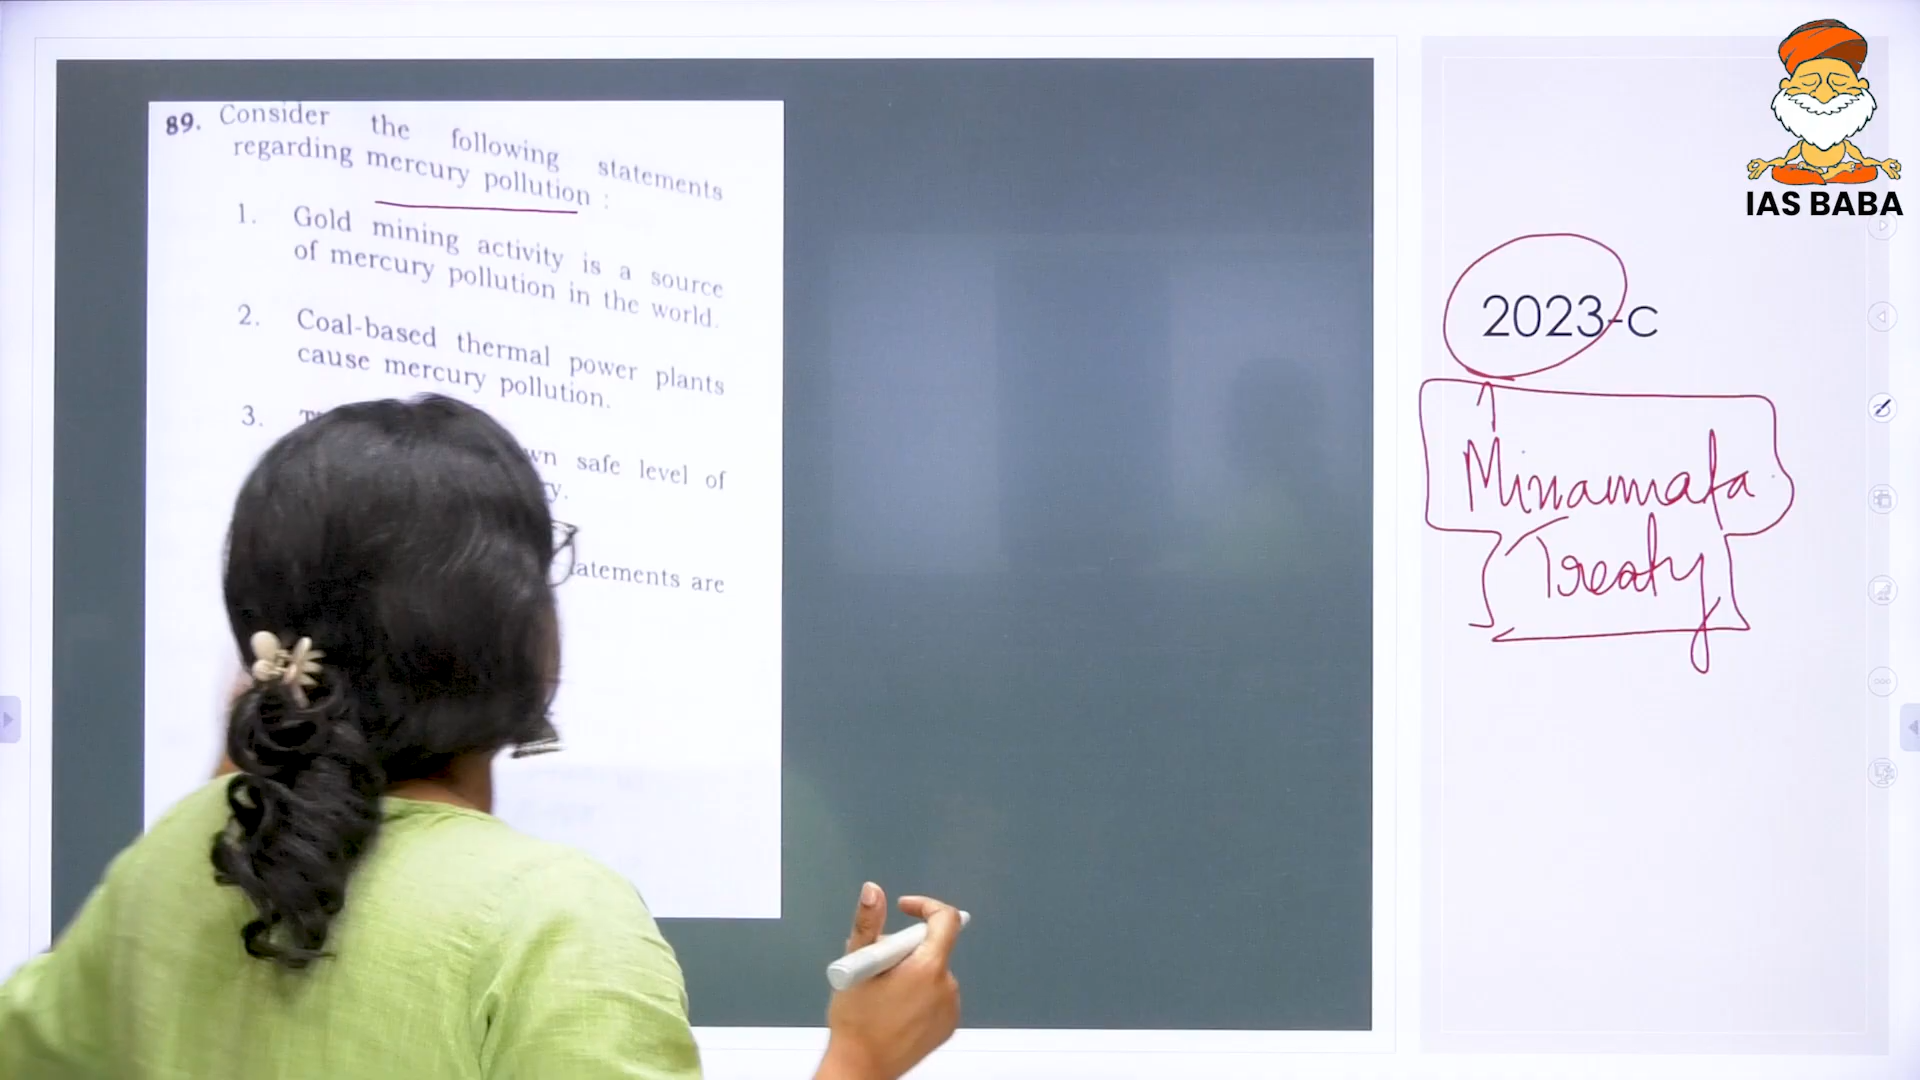 89. Consider the following statements
regarding mercury pollution :
1. Gold mining activity is a source
of mercury pollution in the world.
2. Coal-based thermal power plants
cause mercury pollution.
3.
safe level of
are
IAS BABA
2023-c
Minamata
Treaty